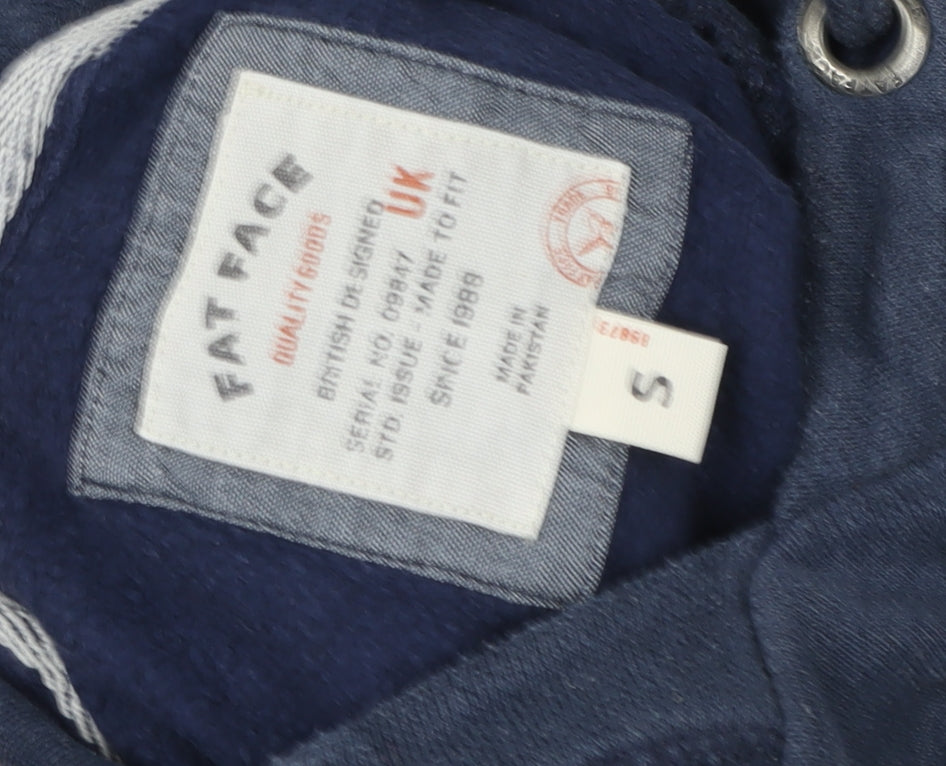 FAT FACE
QUALITY GOODS
BRITISH DESIGNED
UK
SERIAL NO. 09847
STD. ISSUE - MADE TO FIT
SINCE 1988
MADE IN
PAKISTAN
S